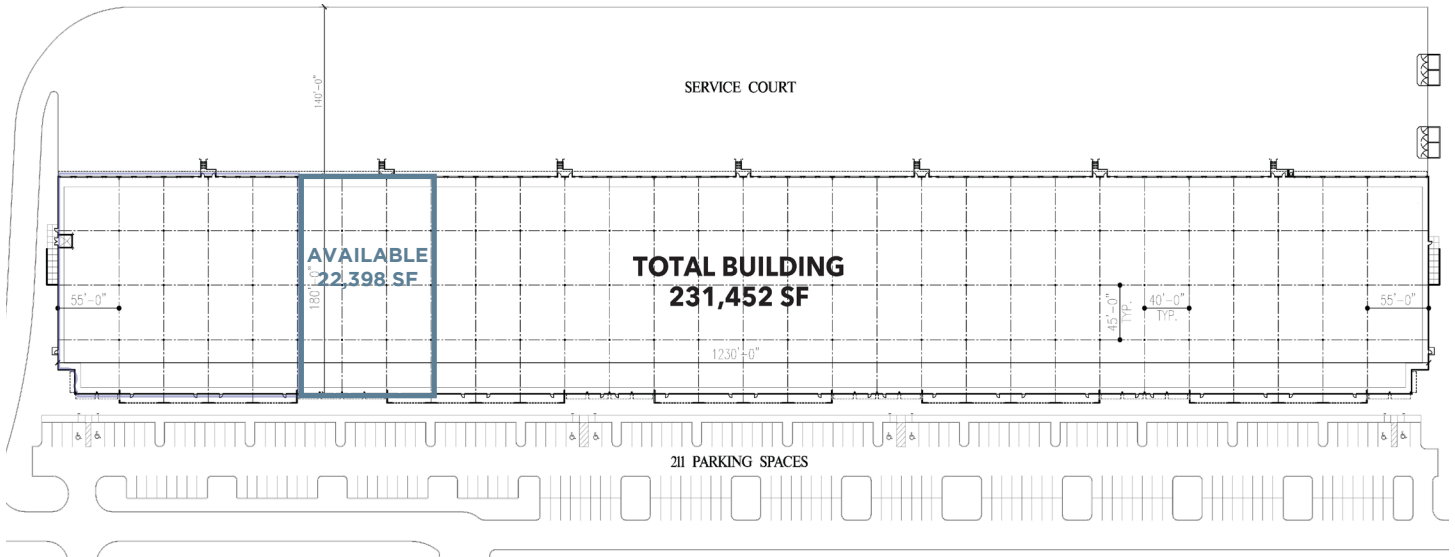 140'-0"
SERVICE COURT
AVAILABLE
22,398 SF
180'-0"
TOTAL BUILDING
231,452 SF
55'-0"
45'-0"
TYP.
40'-0"
TYP.
55'-0"
1230'-0"
211 PARKING SPACES